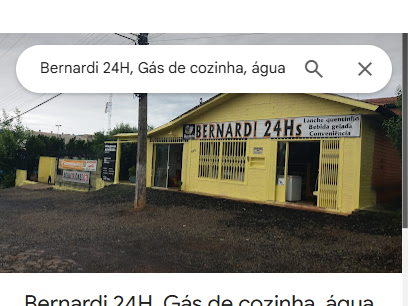 Bernardi 24H, Gás de cozinha, água
BERNARDI 24Hs
Lanche quentinho
Bebida gelada
Conveniência
Bernardi 24H, Gás de cozinha, água